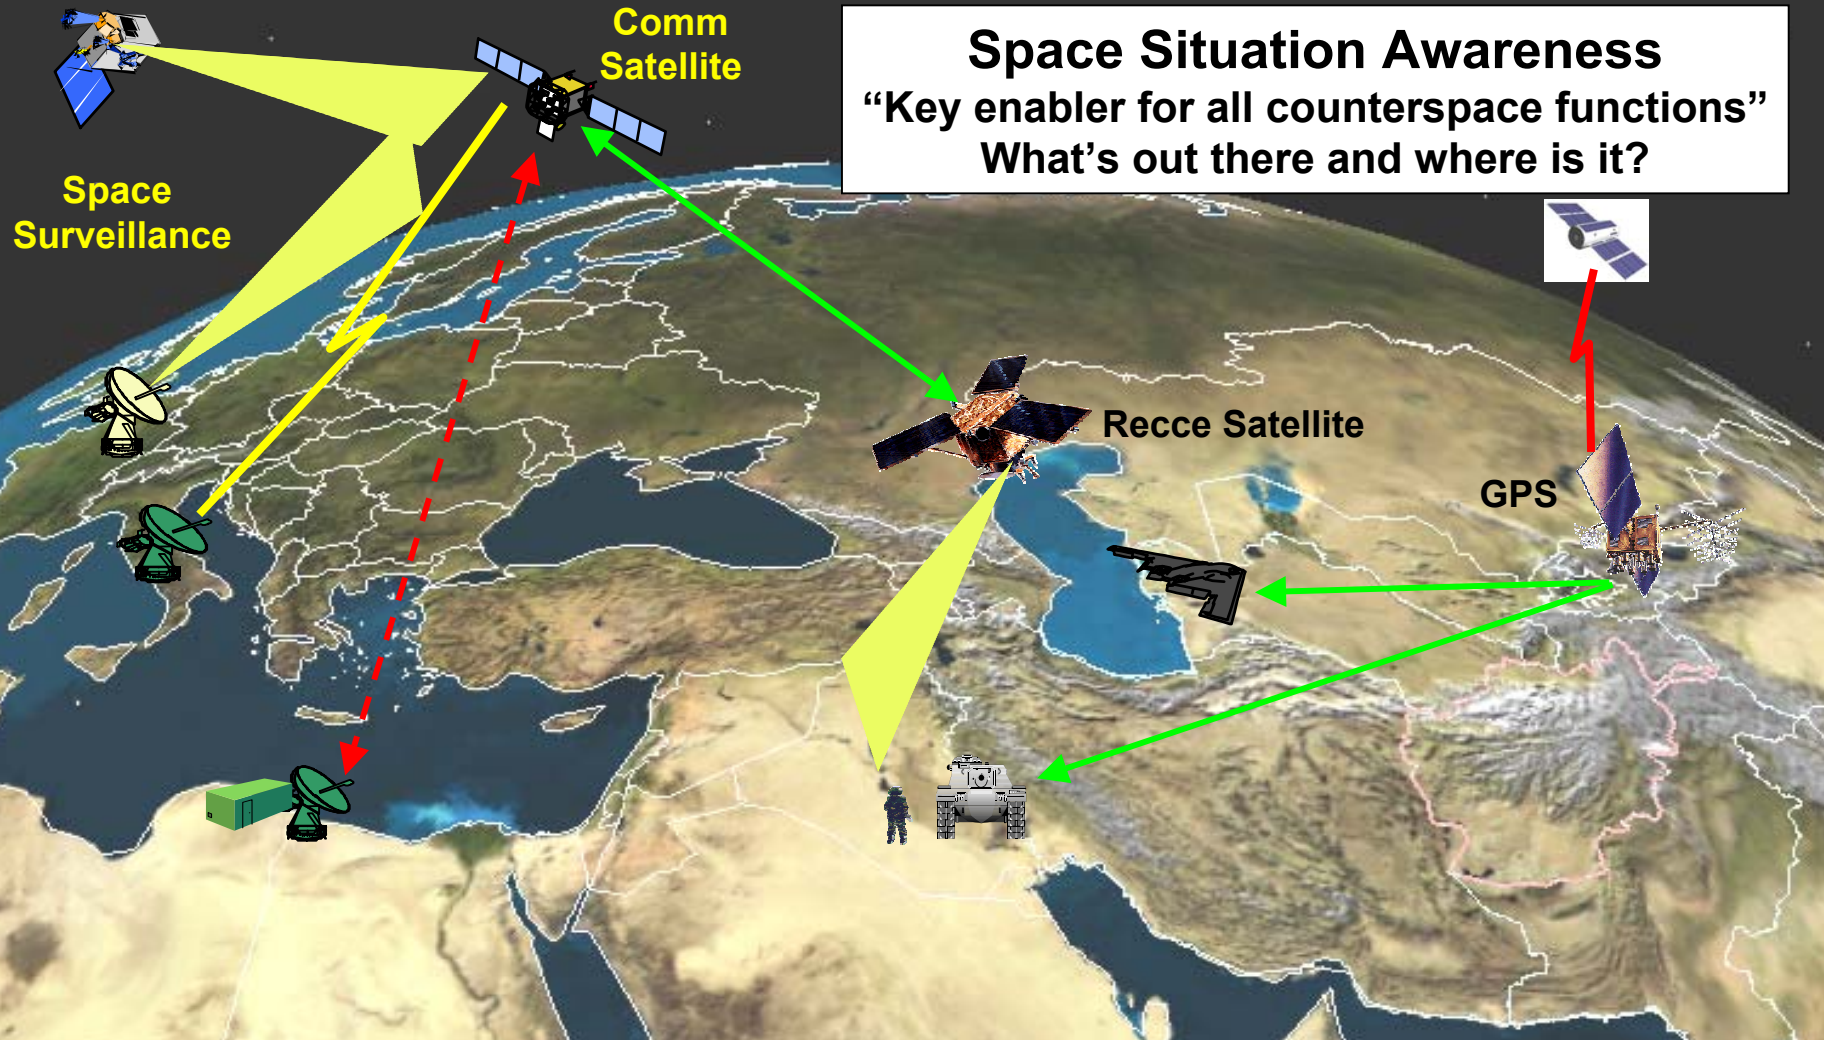 Comm
Satellite
Space Situation Awareness
“Key enabler for all counterspace functions”
What’s out there and where is it?
Space
Surveillance
Recce Satellite
GPS